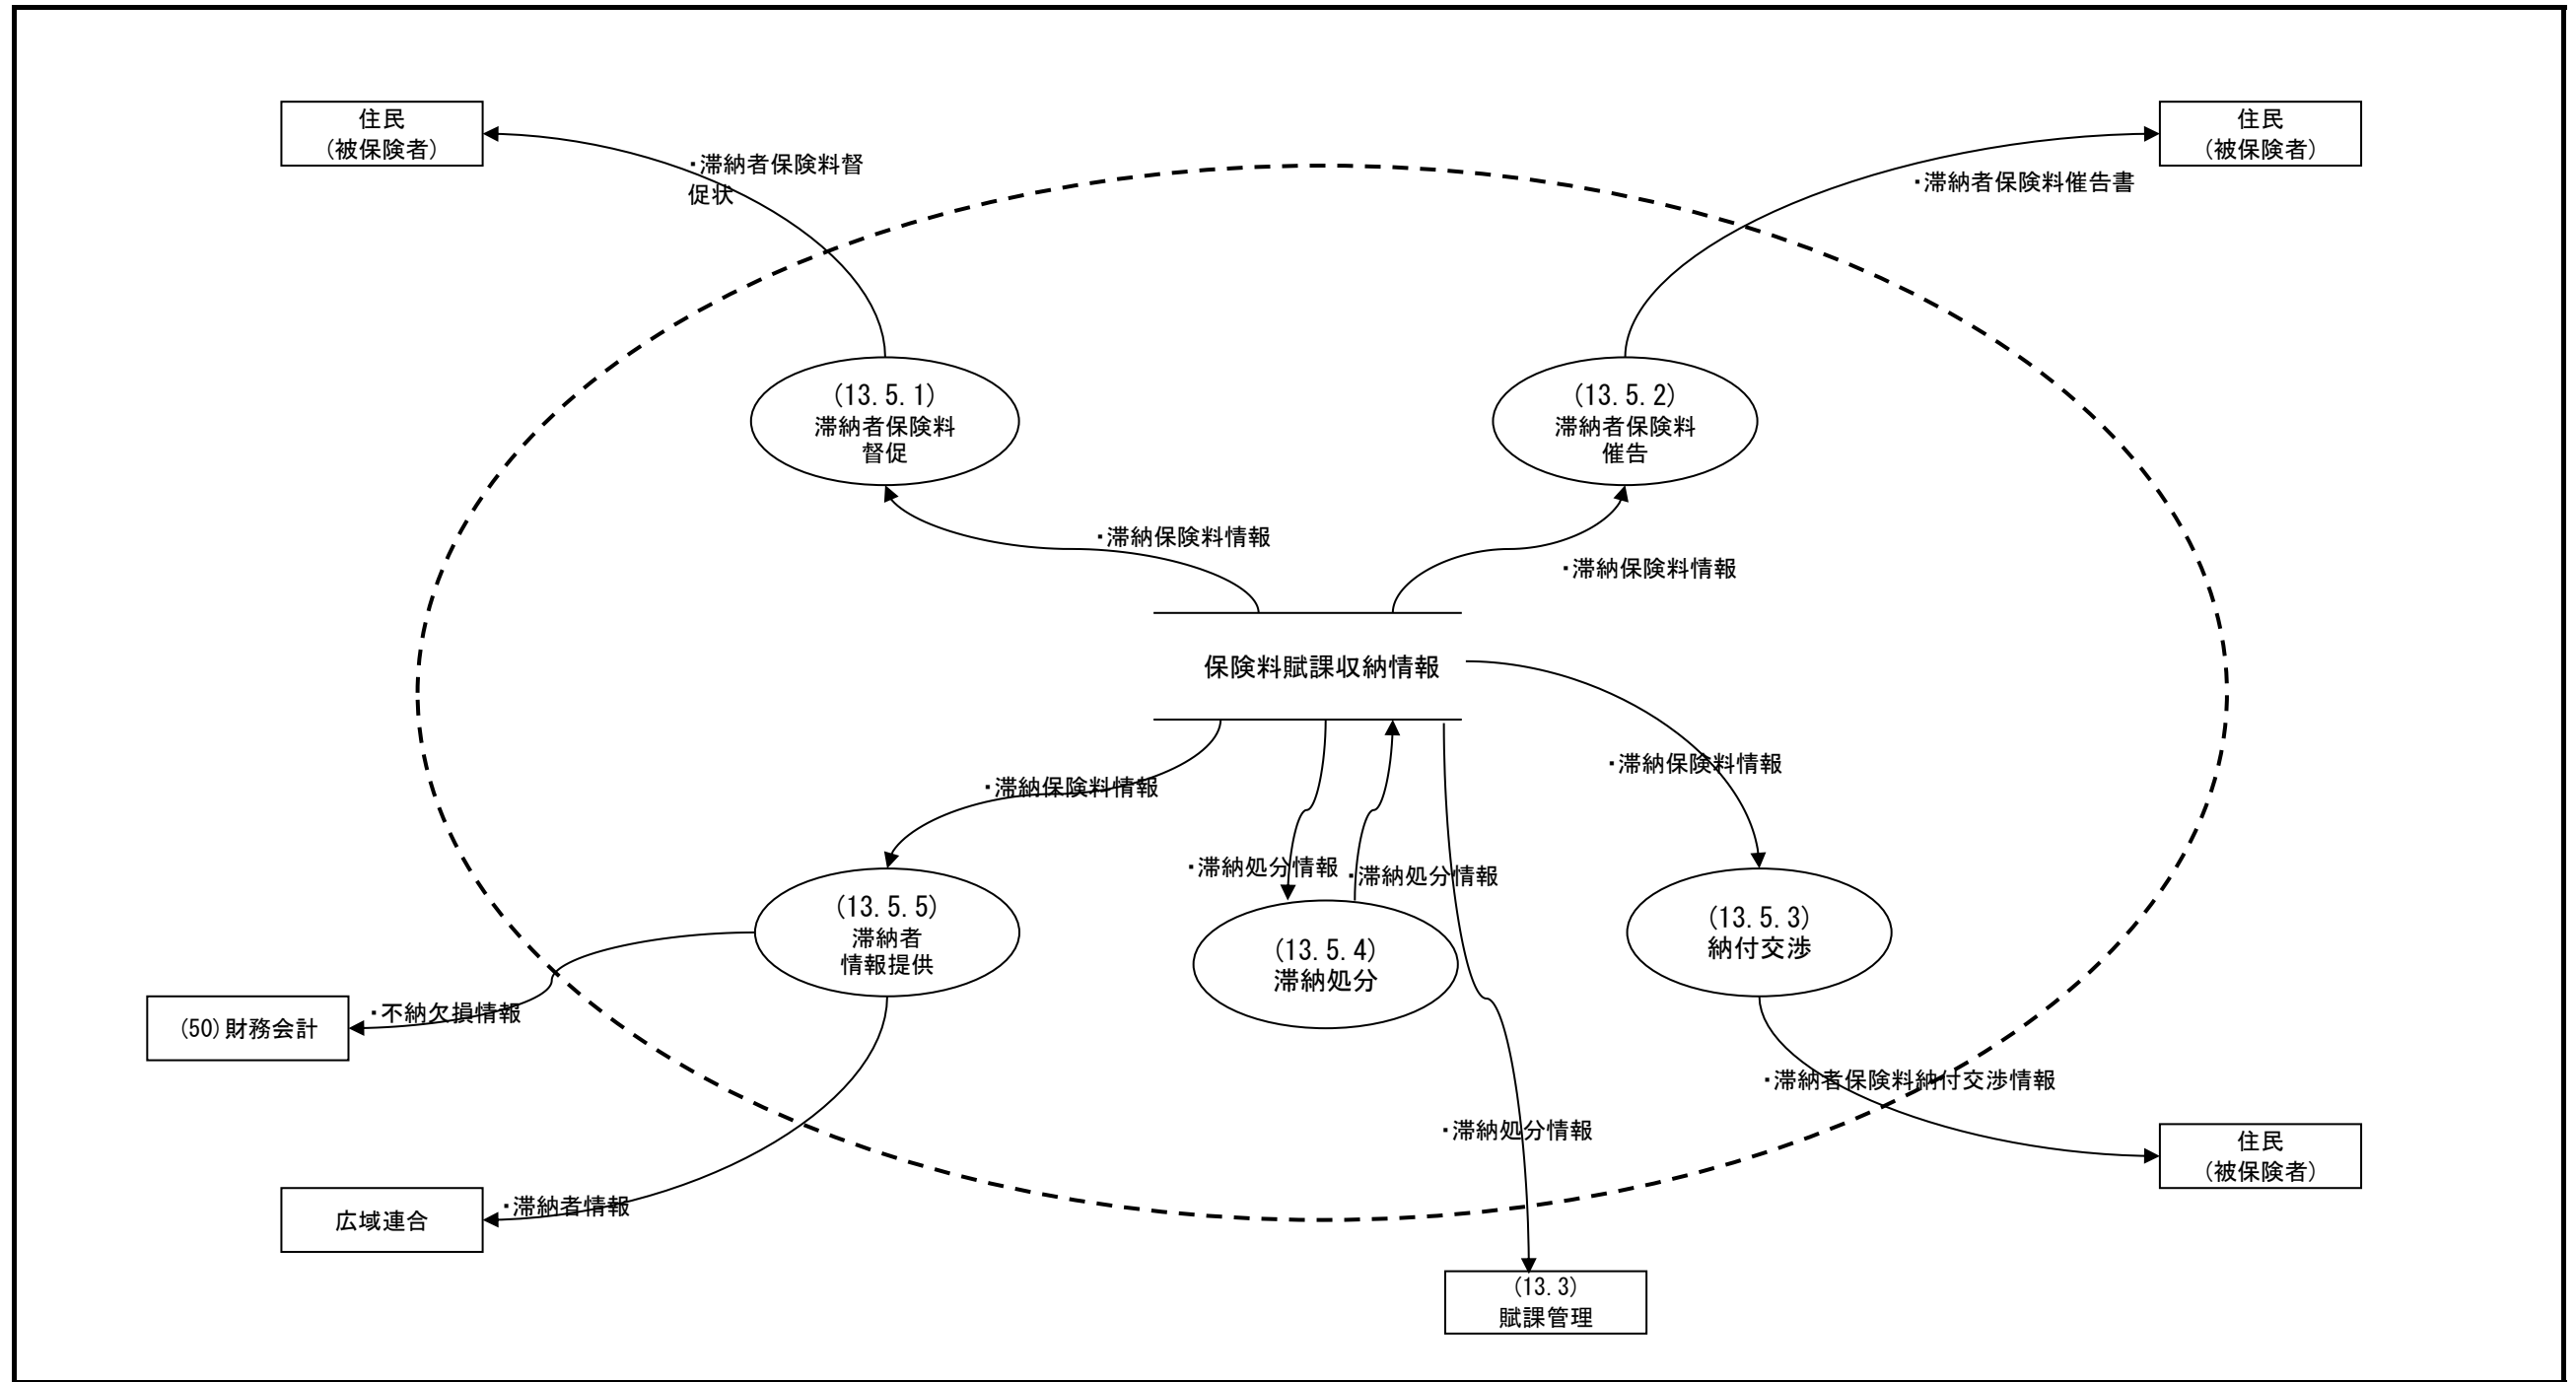 住民
(被保険者)
住民
(被保険者)
・滞納者保険料督
促状
・滞納者保険料催告書
(13.5.1)
滞納者保険料
督促
(13.5.2)
滞納者保険料
催告
・滞納保険料情報
・滞納保険料情報
保険料賦課収納情報
・滞納保険料情報
・滞納保険料情報
・滞納処分情報
・滞納処分情報
(13.5.5)
滞納者
情報提供
(13.5.4)
滞納処分
(13.5.3)
納付交渉
・不納欠損情報
(50)財務会計
・滞納者保険料納付交渉情報
・滞納処分情報
住民
(被保険者)
・滞納者情報
広域連合
(13.3)
賦課管理